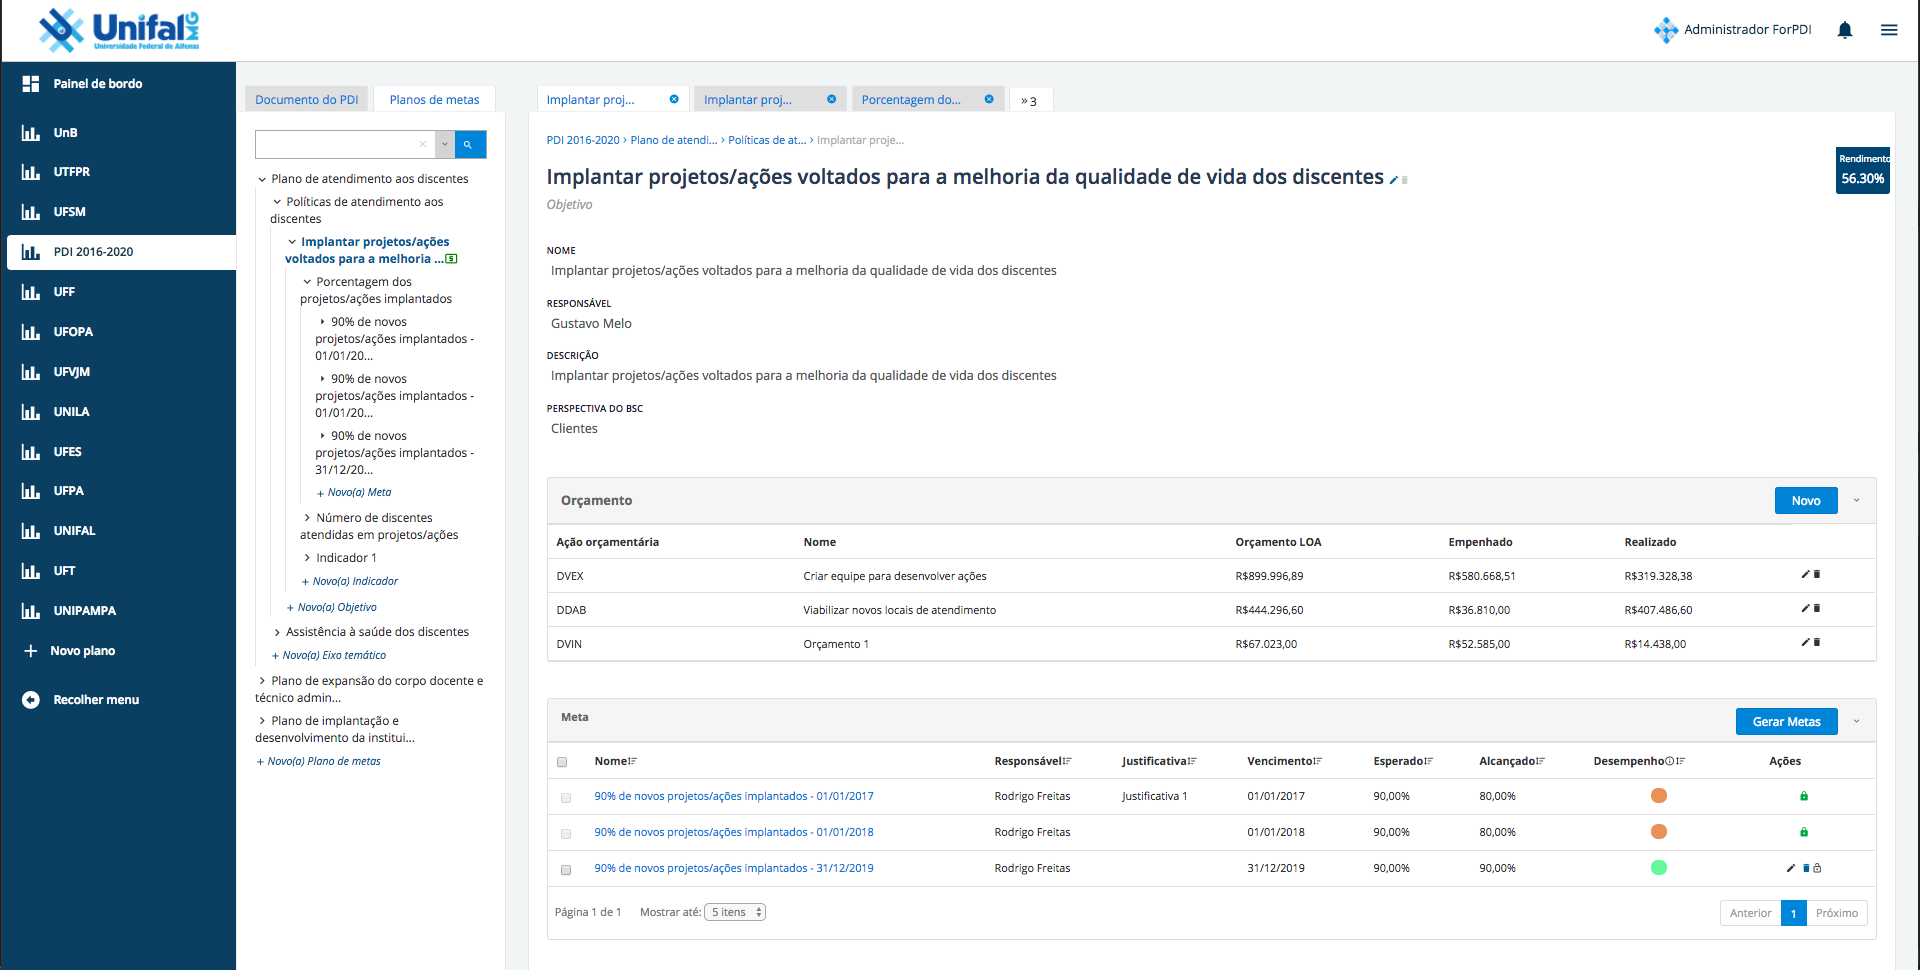 Unifal MG
Universidade Federal de Alfenas
Administrador ForPDI
Painel de bordo
UnB
UTFPR
UFSM
PDI 2016-2020
UFF
UFOPA
UFVJM
UNILA
UFES
UFPA
UNIFAL
UFT
UNIPAMPA
Novo plano
Recolher menu
Documento do PDI
Planos de metas
Plano de atendimento aos discentes
Políticas de atendimento aos
discentes
Implantar projetos/ações
voltados para a melhoria ...
Porcentagem dos
projetos/ações implantados
90% de novos
projetos/ações implantados -
01/01/20...
90% de novos
projetos/ações implantados -
01/01/20...
90% de novos
projetos/ações implantados -
31/12/20...
+ Novo(a) Meta
Número de discentes
atendidas em projetos/ações
Indicador 1
+ Novo(a) Indicador
+ Novo(a) Objetivo
Assistência à saúde dos discentes
+ Novo(a) Eixo temático
Plano de expansão do corpo docente e
técnico admin...
Plano de implantação e
desenvolvimento da institui...
+ Novo(a) Plano de metas
Implantar proj...
Implantar proj...
Porcentagem do...
» 3
PDI 2016-2020 › Plano de atendi... › Políticas de at... › Implantar proje...
Implantar projetos/ações voltados para a melhoria da qualidade de vida dos discentes
Objetivo
Rendimento
56.30%
NOME
Implantar projetos/ações voltados para a melhoria da qualidade de vida dos discentes
RESPONSÁVEL
Gustavo Melo
DESCRIÇÃO
Implantar projetos/ações voltados para a melhoria da qualidade de vida dos discentes
PERSPECTIVA DO BSC
Clientes
Orçamento Novo
Ação orçamentária Nome Orçamento LOA Empenhado Realizado
DVEX Criar equipe para desenvolver ações R$899.996,89 R$580.668,51 R$319.328,38
DDAB Viabilizar novos locais de atendimento R$444.296,60 R$36.810,00 R$407.486,60
DVIN Orçamento 1 R$67.023,00 R$52.585,00 R$14.438,00
Meta Gerar Metas
Nome Responsável Justificativa Vencimento Esperado Alcançado Desempenho Ações
90% de novos projetos/ações implantados - 01/01/2017 Rodrigo Freitas Justificativa 1 01/01/2017 90,00% 80,00%
90% de novos projetos/ações implantados - 01/01/2018 Rodrigo Freitas 01/01/2018 90,00% 80,00%
90% de novos projetos/ações implantados - 31/12/2019 Rodrigo Freitas 31/12/2019 90,00% 90,00%
Página 1 de 1 Mostrar até: 5 itens Anterior 1 Próximo